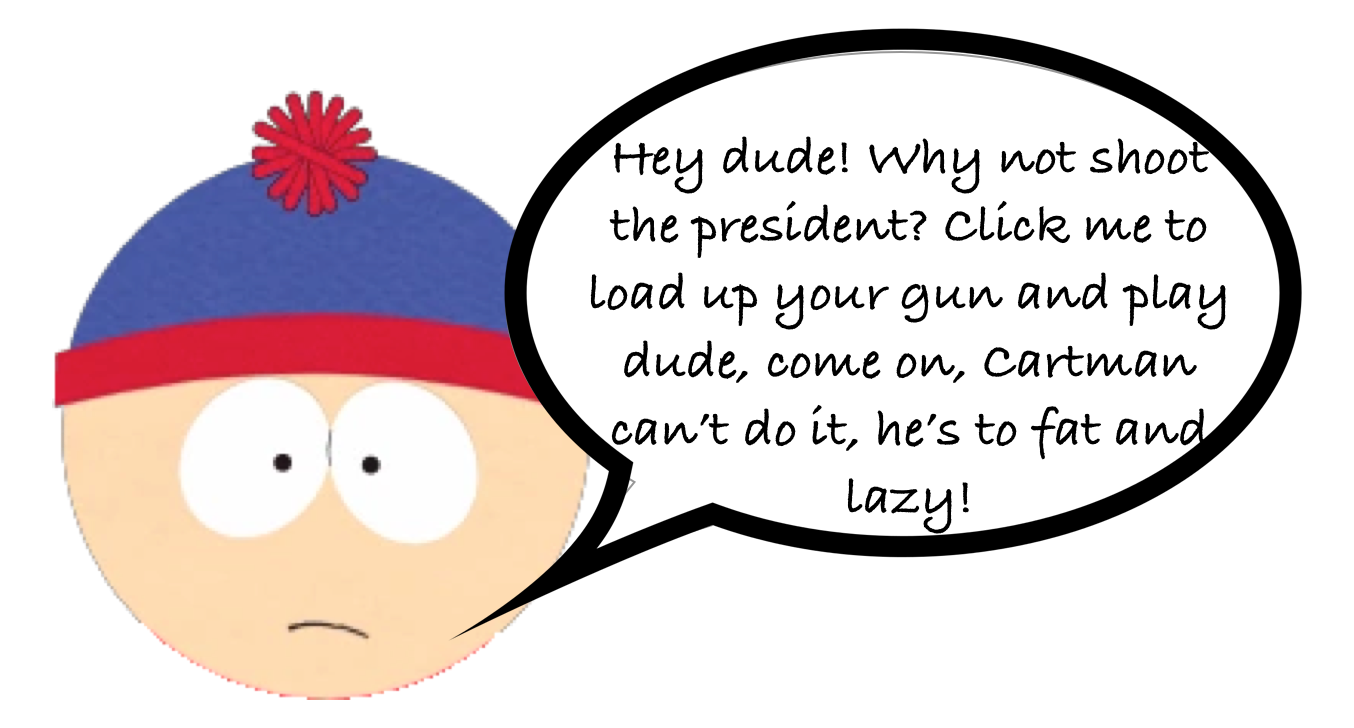 Hey dude! Why not shoot
the president? Click me to
load up your gun and play
dude, come on, Cartman
can't do it, he's to fat and
lazy!